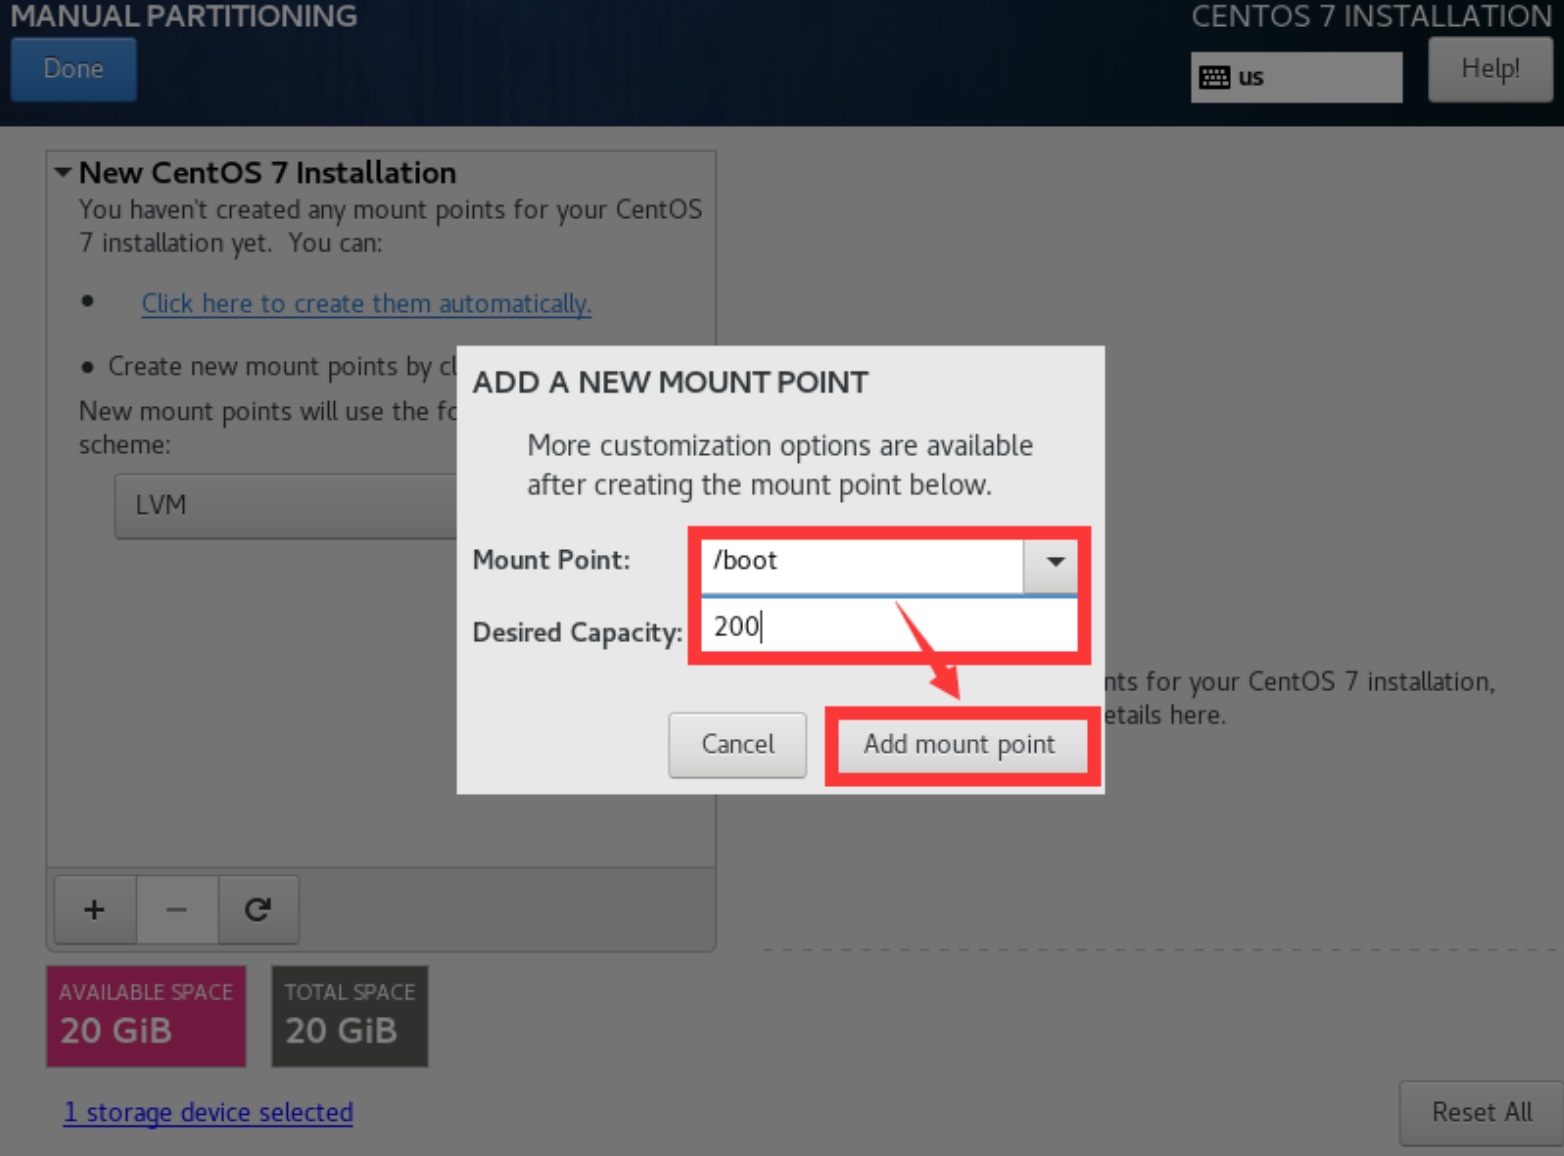 MANUAL PARTITIONING
CENTOS 7 INSTALLATION
Done
us
Help!
New CentOS 7 Installation
You haven't created any mount points for your CentOS
7 installation yet. You can:
Click here to create them automatically.
Create new mount points by cl
New mount points will use the fo
scheme:
LVM
ADD A NEW MOUNT POINT
More customization options are available
after creating the mount point below.
Mount Point:
/boot
Desired Capacity:
200
Cancel
Add mount point
nts for your CentOS 7 installation,
etails here.
+ −
AVAILABLE SPACE
20 GiB
TOTAL SPACE
20 GiB
1 storage device selected
Reset All